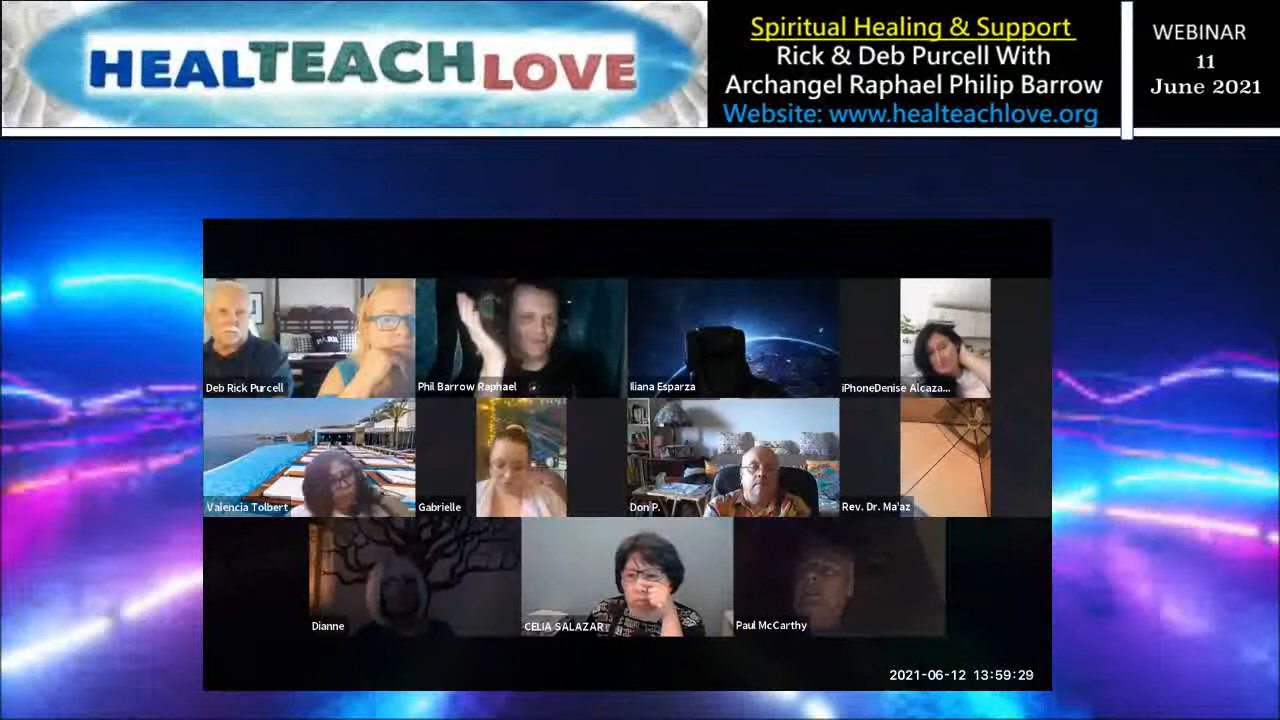 HEALTEACHLOVE
Spiritual Healing & Support
Rick & Deb Purcell With
Archangel Raphael Philip Barrow
Website: www.healteachlove.org
WEBINAR
11
June 2021
Deb Rick Purcell
Phil Barrow Raphael
Iliana Esparza
iPhoneDenise Alcaza...
Valencia Tolbert
Gabrielle
Don P.
Rev. Dr. Ma'az
Dianne
CELIA SALAZAR
Paul McCarthy
2021-06-12 13:59:29